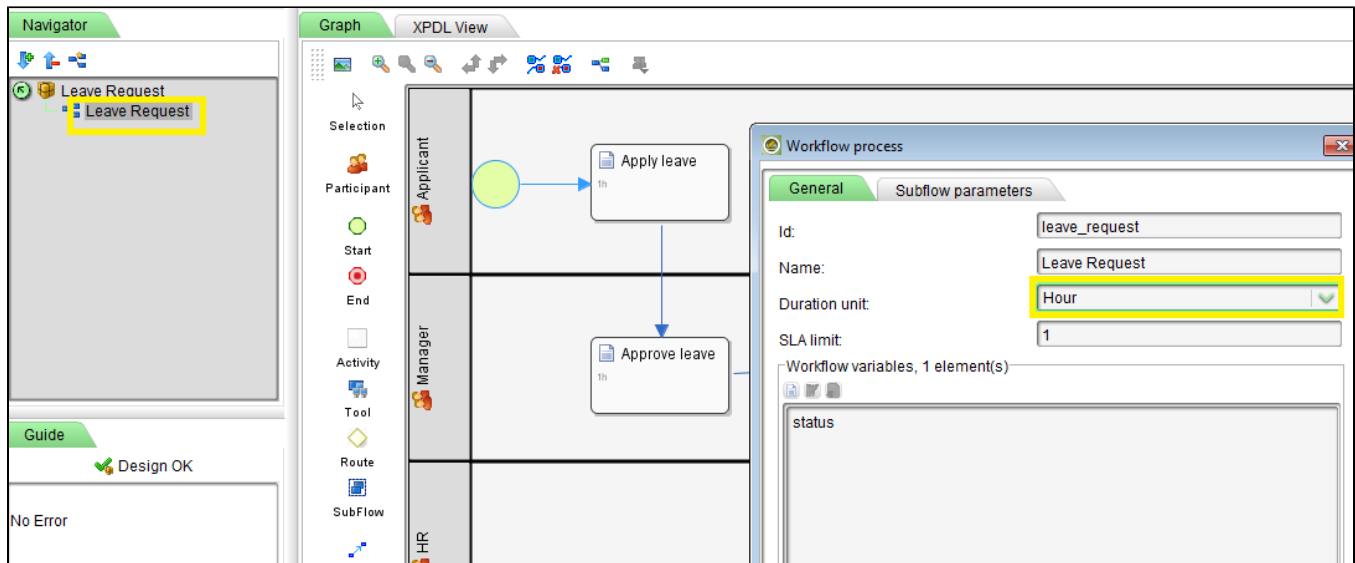 Navigator
Leave Request
Leave Request
Guide
Design OK
No Error
Graph
XPDL View
Selection
Participant
Start
End
Activity
Tool
Route
SubFlow
Applicant
Apply leave
1h
Manager
Approve leave
1h
HR
Workflow process
General
Subflow parameters
Id:
leave_request
Name:
Leave Request
Duration unit:
Hour
SLA limit:
1
Workflow variables, 1 element(s)
status